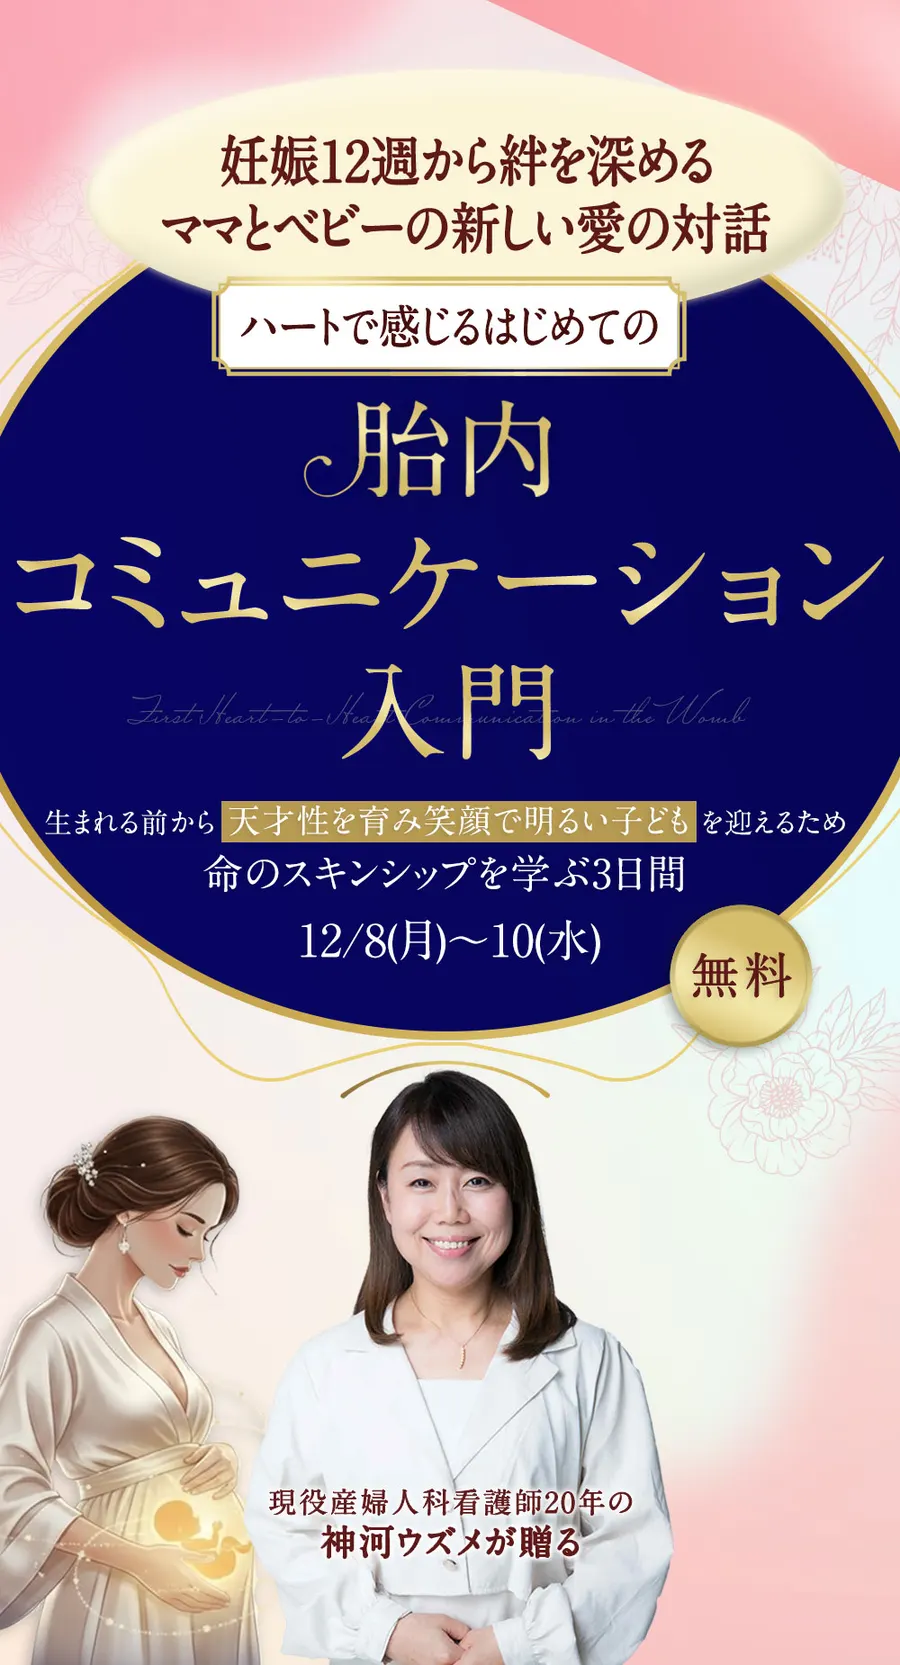 妊娠12週から絆を深める
ママとベビーの新しい愛の対話
ハートで感じるはじめての
胎内
コミュニケーション
入門
First Heart-to-Heart Communication in the Womb
生まれる前から 天才性を育み笑顔で明るい子ども を迎えるため
命のスキンシップを学ぶ3日間
12/8(月)〜10(水)
無料
現役産婦人科看護師20年の
神河ウズメが贈る